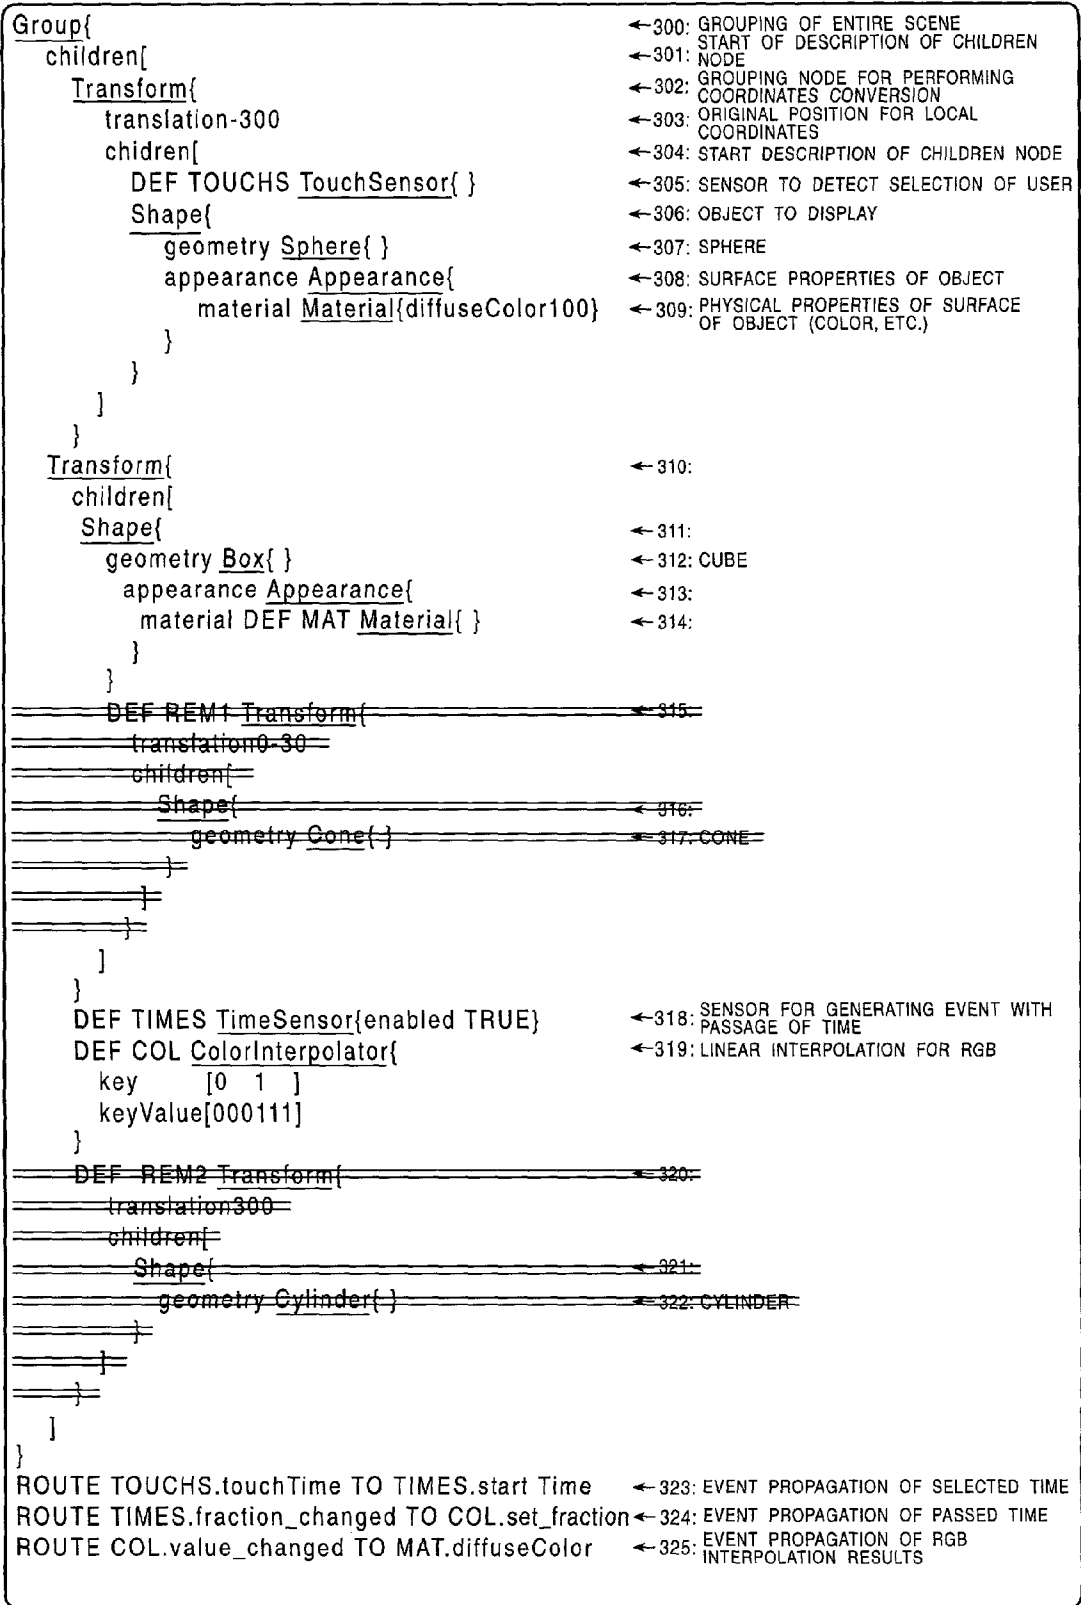 Group{ ←300: GROUPING OF ENTIRE SCENE
children[ ←301: START OF DESCRIPTION OF CHILDREN NODE
Transform{ ←302: GROUPING NODE FOR PERFORMING COORDINATES CONVERSION
translation-300 ←303: ORIGINAL POSITION FOR LOCAL COORDINATES
chidren[ ←304: START DESCRIPTION OF CHILDREN NODE
DEF TOUCHS TouchSensor{ } ←305: SENSOR TO DETECT SELECTION OF USER
Shape{ ←306: OBJECT TO DISPLAY
geometry Sphere{ } ←307: SPHERE
appearance Appearance{ ←308: SURFACE PROPERTIES OF OBJECT
material Material{diffuseColor100} ←309: PHYSICAL PROPERTIES OF SURFACE OF OBJECT (COLOR, ETC.)
}
}
]
}
Transform{ ←310:
children[
Shape{ ←311:
geometry Box{ } ←312: CUBE
appearance Appearance{ ←313:
material DEF MAT Material{ } ←314:
}
}
DEF REM1 Transform{ ←315:
translation0-30
children[
Shape{ ←316:
geometry Cone{ } ←317: CONE
}
]
}
]
}
DEF TIMES TimeSensor{enabled TRUE} ←318: SENSOR FOR GENERATING EVENT WITH PASSAGE OF TIME
DEF COL ColorInterpolator{ ←319: LINEAR INTERPOLATION FOR RGB
key [0 1 ]
keyValue[000111]
}
DEF REM2 Transform{ ←320:
translation300
children[
Shape{ ←321:
geometry Cylinder{ } ←322: CYLINDER
}
]
}
]
}
ROUTE TOUCHS.touchTime TO TIMES.start Time ←323: EVENT PROPAGATION OF SELECTED TIME
ROUTE TIMES.fraction_changed TO COL.set_fraction ←324: EVENT PROPAGATION OF PASSED TIME
ROUTE COL.value_changed TO MAT.diffuseColor ←325: EVENT PROPAGATION OF RGB INTERPOLATION RESULTS